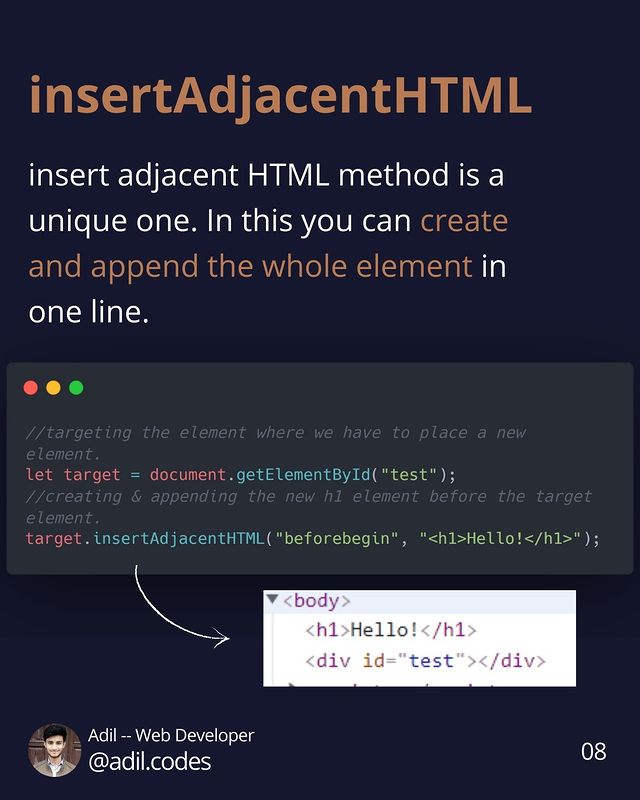 insertAdjacentHTML
insert adjacent HTML method is a
unique one. In this you can create
and append the whole element in
one line.
//targeting the element where we have to place a new
element.
let target = document.getElementById("test");
//creating & appending the new h1 element before the target
element.
target.insertAdjacentHTML("beforebegin", "<h1>Hello!</h1>");
▼<body>
<h1>Hello!</h1>
<div id="test"></div>
Adil -- Web Developer
@adil.codes
08